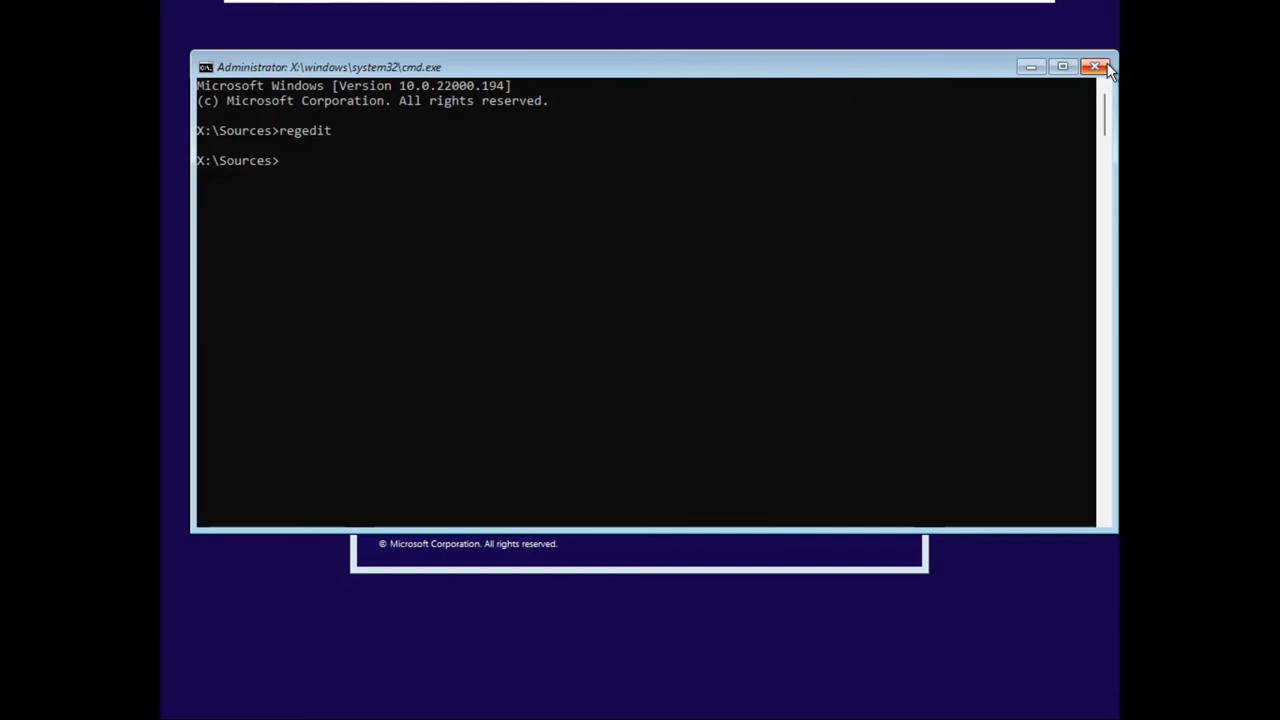 Administrator: X:\windows\system32\cmd.exe
Microsoft Windows [Version 10.0.22000.194]
(c) Microsoft Corporation. All rights reserved.
X:\Sources>regedit
X:\Sources>
© Microsoft Corporation. All rights reserved.